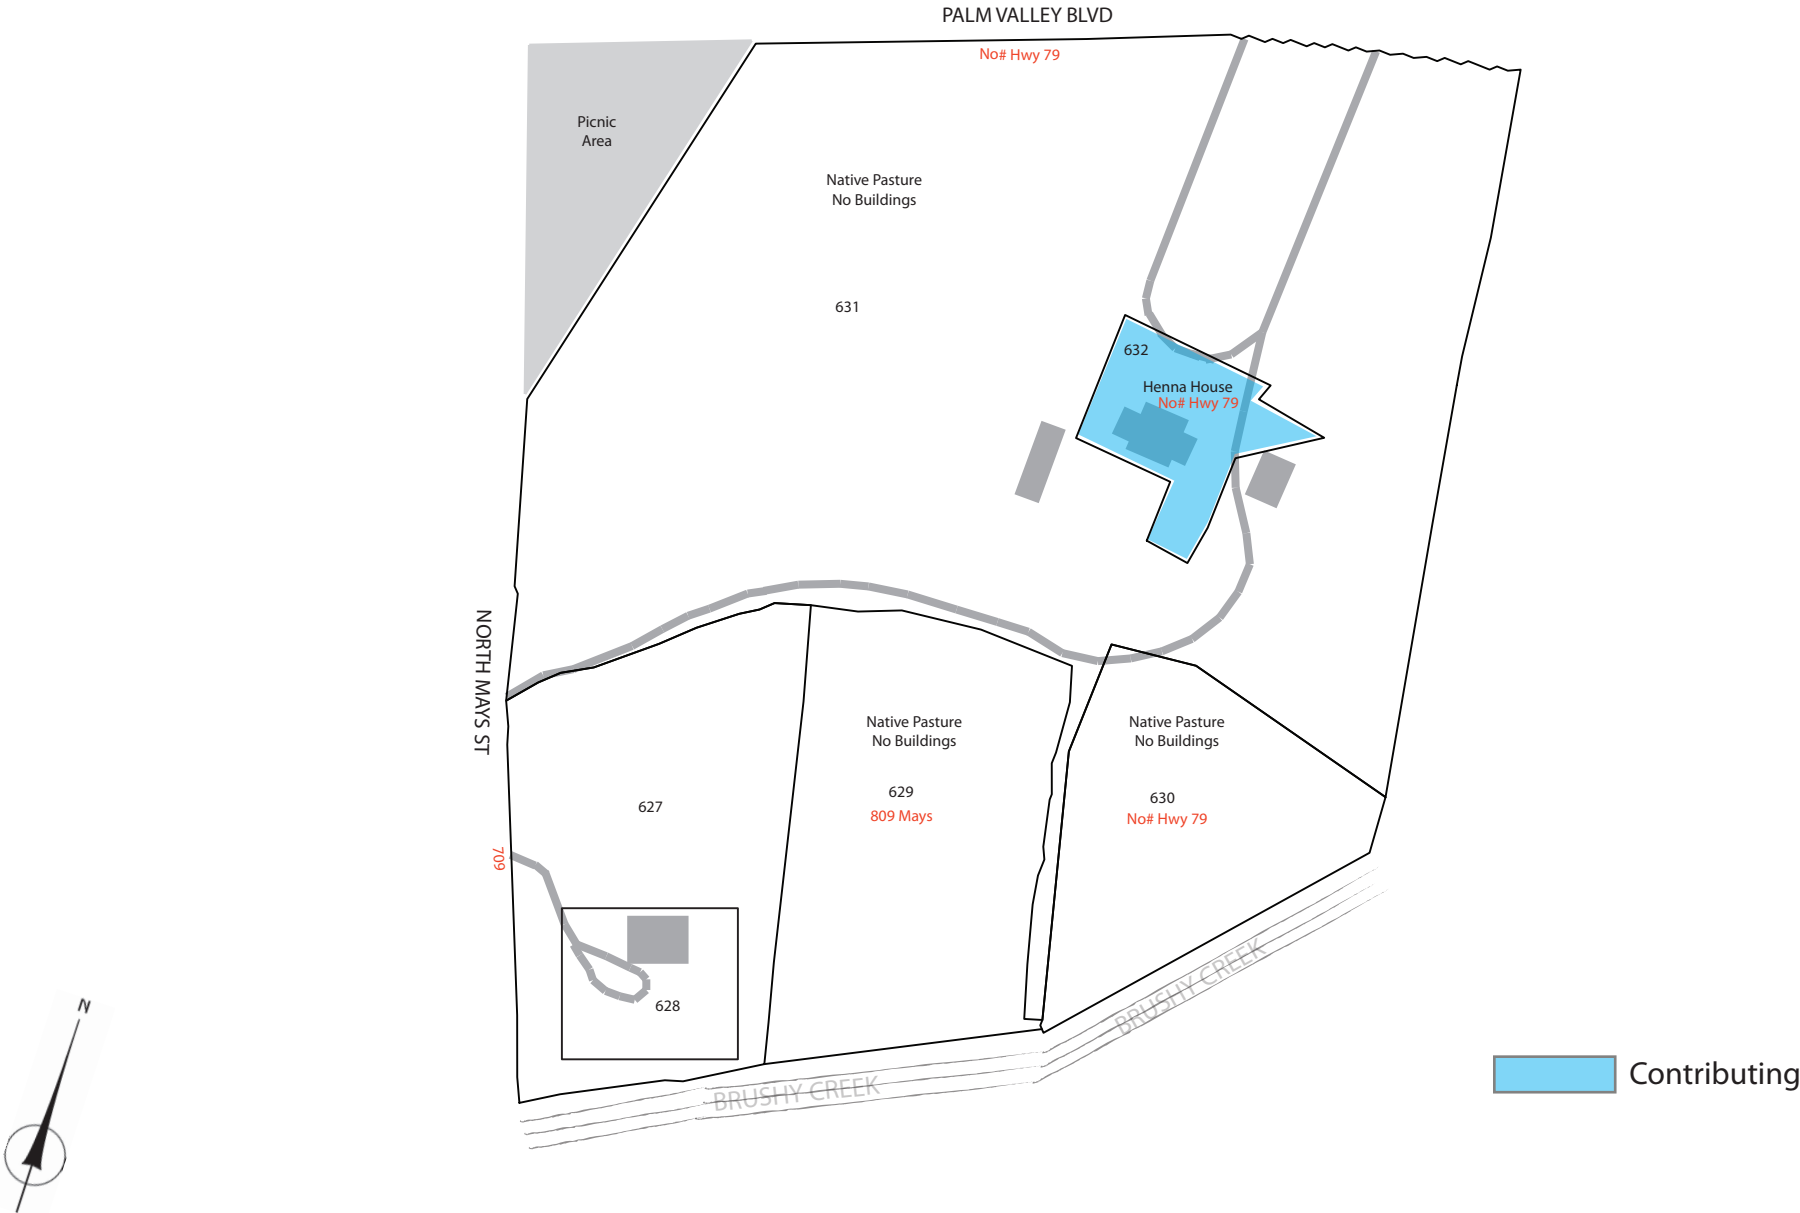 PALM VALLEY BLVD
No# Hwy 79
Picnic
Area
Native Pasture
No Buildings
631
632
Henna House
No# Hwy 79
NORTH MAYS ST
Native Pasture
No Buildings
629
809 Mays
Native Pasture
No Buildings
630
No# Hwy 79
627
709
628
BRUSHY CREEK
BRUSHY CREEK
N
Contributing